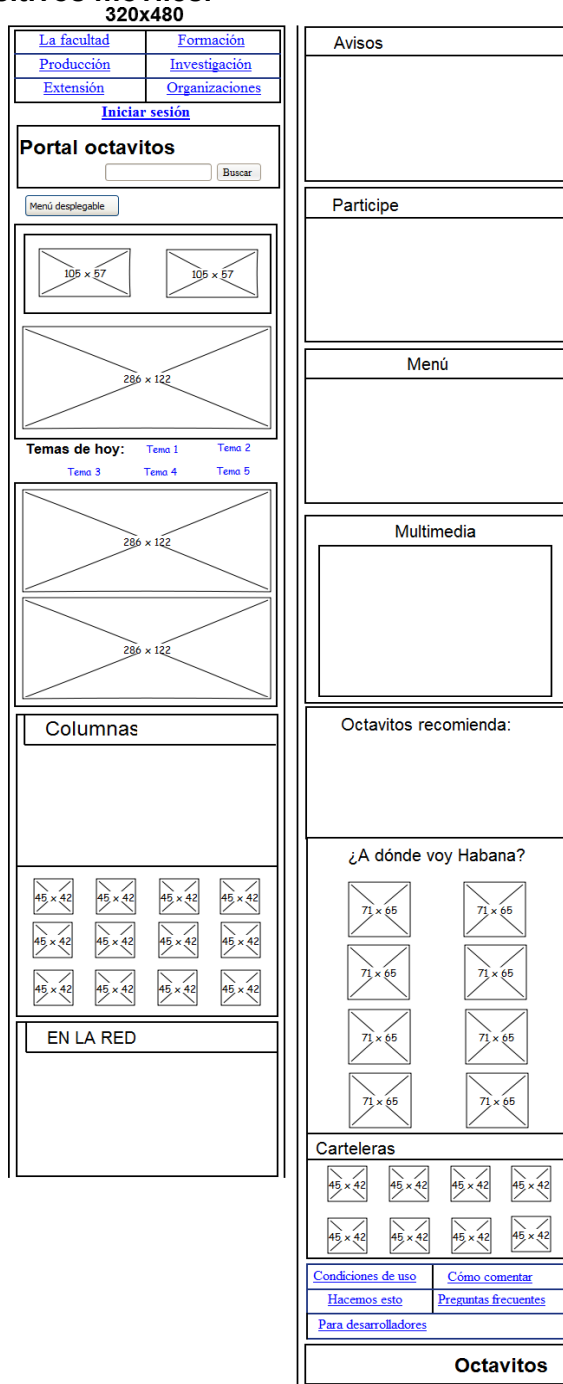 320x480
La facultad Formación
Producción Investigación
Extensión Organizaciones
Iniciar sesión
Portal octavitos
Buscar
Menú desplegable
105 x 57 105 x 57
286 x 122
Temas de hoy: Tema 1 Tema 2
Tema 3 Tema 4 Tema 5
286 x 122
286 x 122
Columnas
45 x 42 45 x 42 45 x 42 45 x 42
45 x 42 45 x 42 45 x 42 45 x 42
45 x 42 45 x 42 45 x 42 45 x 42
EN LA RED
Avisos
Participe
Menú
Multimedia
Octavitos recomienda:
¿A dónde voy Habana?
71 x 65 71 x 65
71 x 65 71 x 65
71 x 65 71 x 65
71 x 65 71 x 65
Carteleras
45 x 42 45 x 42 45 x 42 45 x 42
45 x 42 45 x 42 45 x 42 45 x 42
Condiciones de uso Cómo comentar
Hacemos esto Preguntas frecuentes
Para desarrolladores
Octavitos